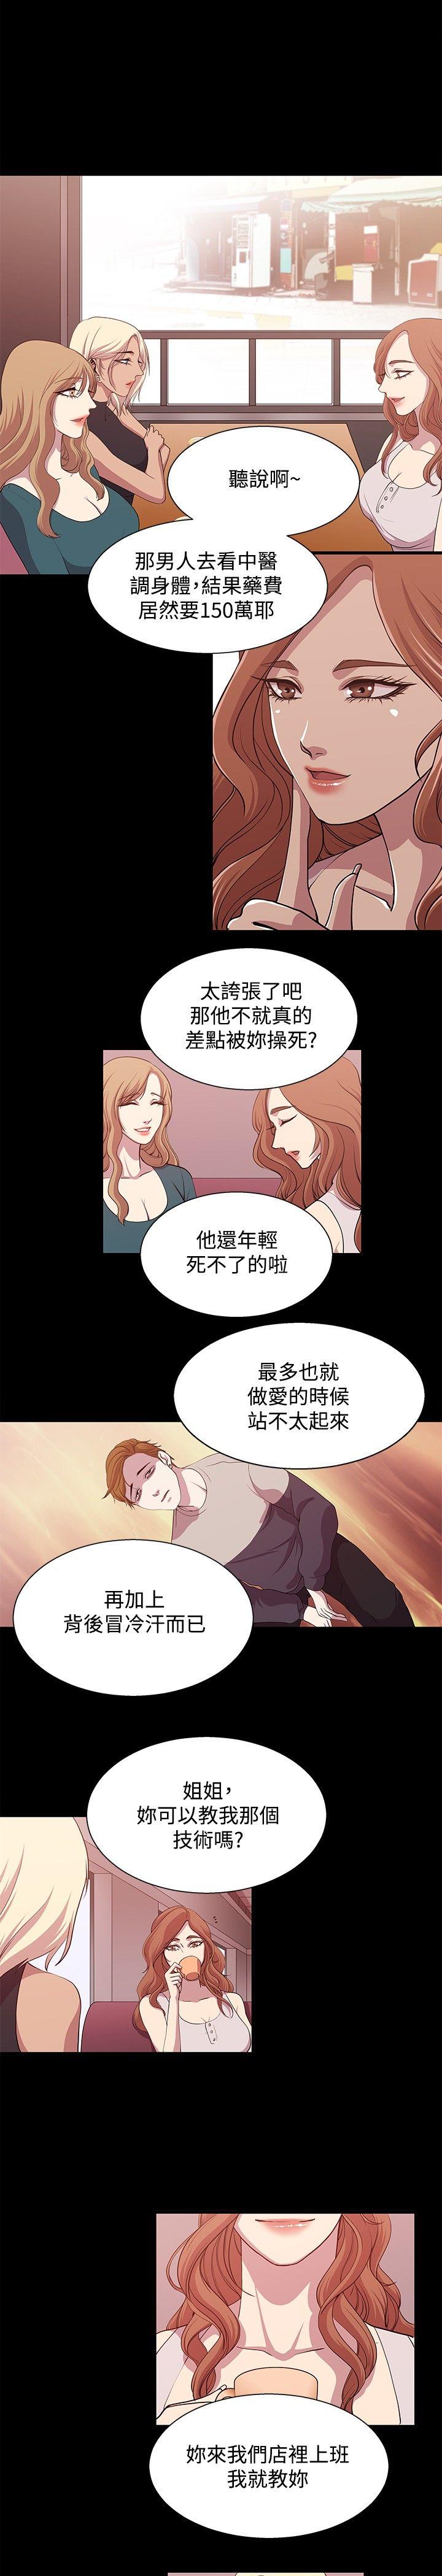 聽說啊~
那男人去看中醫
調身體，結果藥費
居然要150萬耶
太誇張了吧
那他不就真的
差點被妳操死?
他還年輕
死不了的啦
最多也就
做愛的時候
站不太起來
再加上
背後冒冷汗而已
姐姐，
妳可以教我那個
技術嗎?
妳來我們店裡上班
我就教妳